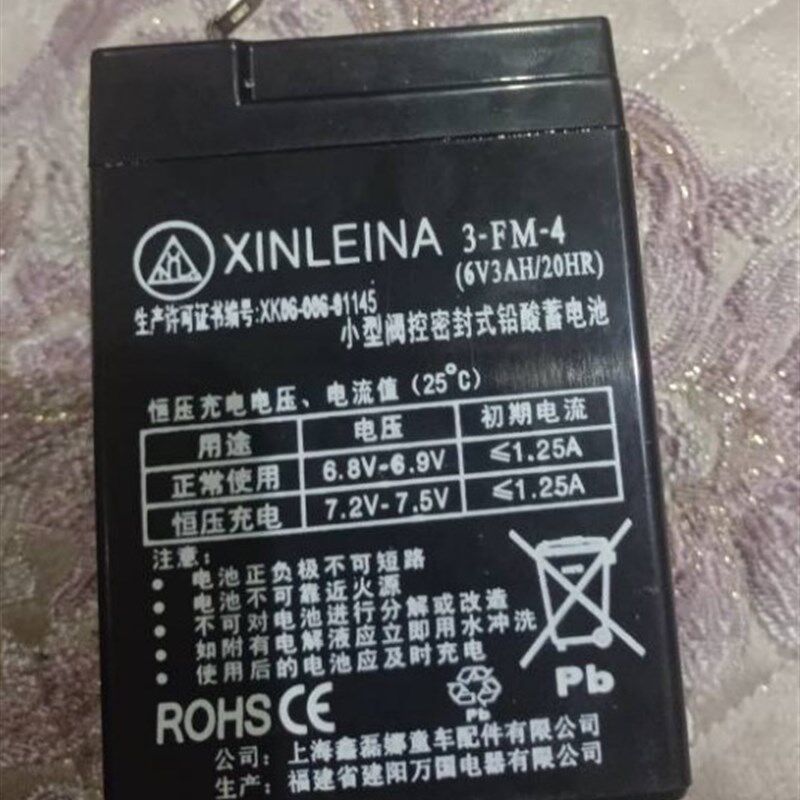 XINLEINA 3-FM-4
(6V3AH/20HR)
生产许可证书编号:XK06-006-01145
小型阀控密封式铅酸蓄电池
恒压充电电压、电流值（25°C）
用途 电压 初期电流
正常使用 6.8V-6.9V ≤1.25A
恒压充电 7.2V-7.5V ≤1.25A
注意:
• 电池正负极不可短路
• 电池不可靠近火源
• 不可对电池进行分解或改造
• 如附有电解液应立即用水冲洗
• 使用后的电池应及时充电
Pb
ROHS CE
Pb
公司: 上海鑫磊娜童车配件有限公司
生产: 福建省建阳万国电器有限公司